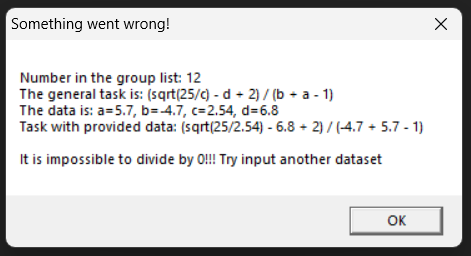 Something went wrong!
Number in the group list: 12
The general task is: (sqrt(25/c) - d + 2) / (b + a - 1)
The data is: a=5.7, b=-4.7, c=2.54, d=6.8
Task with provided data: (sqrt(25/2.54) - 6.8 + 2) / (-4.7 + 5.7 - 1)
It is impossible to divide by 0!!! Try input another dataset
OK